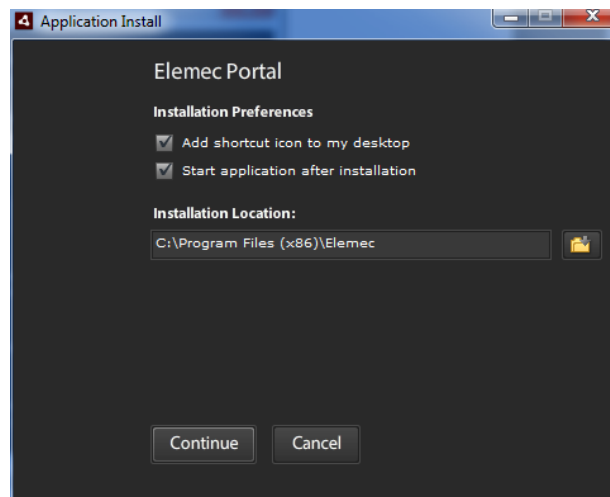 Application Install
Elemec Portal
Installation Preferences
Add shortcut icon to my desktop
Start application after installation
Installation Location:
C:\Program Files (x86)\Elemec
Continue Cancel